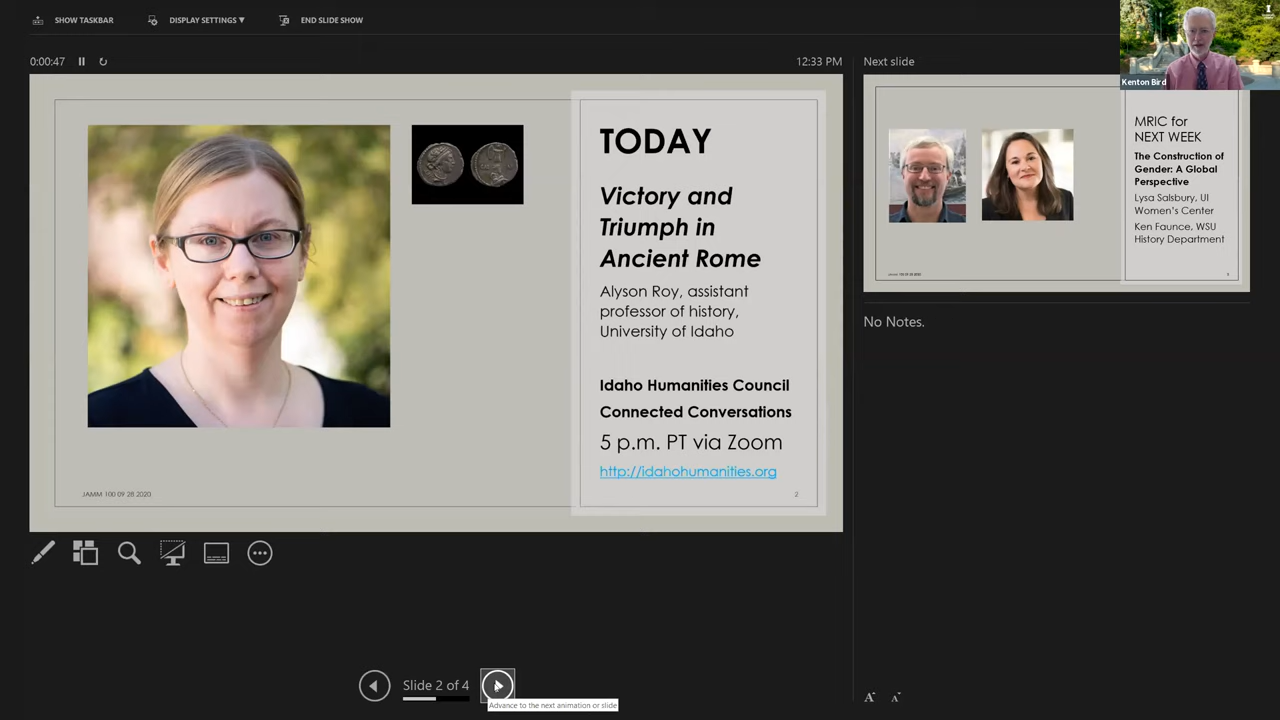 SHOW TASKBAR
DISPLAY SETTINGS ▼
END SLIDE SHOW
0:00:47
12:33 PM
TODAY
Victory and
Triumph in
Ancient Rome
Alyson Roy, assistant
professor of history,
University of Idaho
Idaho Humanities Council
Connected Conversations
5 p.m. PT via Zoom
http://idahohumanities.org
JAMM 100 09 28 2020
2
Next slide
Kenton Bird
MRIC for
NEXT WEEK
The Construction of
Gender: A Global
Perspective
Lysa Salsbury, UI
Women's Center
Ken Faunce, WSU
History Department
No Notes.
Slide 2 of 4
Advance to the next animation or slide
A A